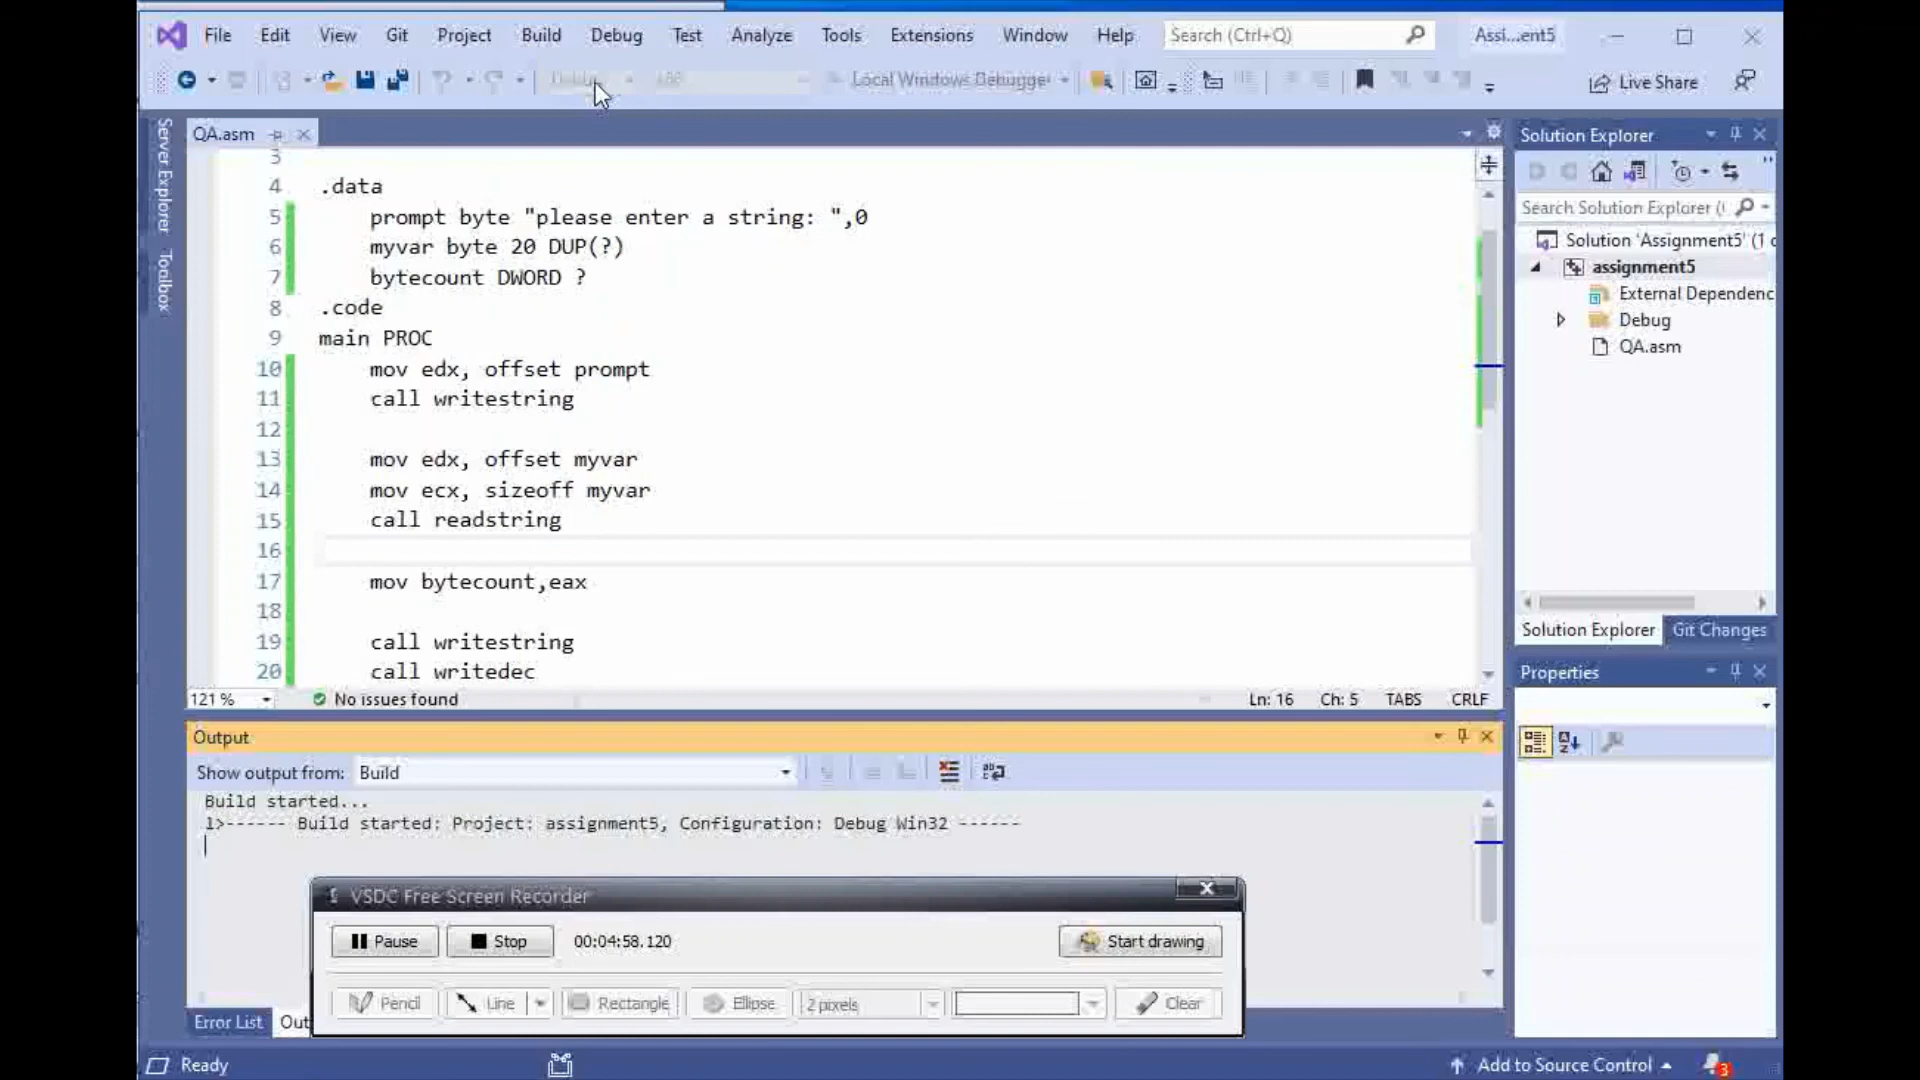 File Edit View Git Project Build Debug Test Analyze Tools Extensions Window Help Search (Ctrl+Q) Assi...ent5
Local Windows Debugger Live Share
Server Explorer
Toolbox
QA.asm
3
4 .data
5 prompt byte "please enter a string: ",0
6 myvar byte 20 DUP(?)
7 bytecount DWORD ?
8 .code
9 main PROC
10 mov edx, offset prompt
11 call writestring
12
13 mov edx, offset myvar
14 mov ecx, sizeoff myvar
15 call readstring
16
17 mov bytecount,eax
18
19 call writestring
20 call writedec
121 % No issues found Ln: 16 Ch: 5 TABS CRLF
Output
Show output from: Build
Build started...
1>------ Build started: Project: assignment5, Configuration: Debug Win32 ------
VSDC Free Screen Recorder
Pause Stop 00:04:58.120 Start drawing
Pencil Line Rectangle Ellipse 2 pixels Clear
Error List Out
Ready Add to Source Control 3
Solution Explorer
Search Solution Explorer (
Solution 'Assignment5' (1
assignment5
External Dependenc
Debug
QA.asm
Solution Explorer Git Changes
Properties